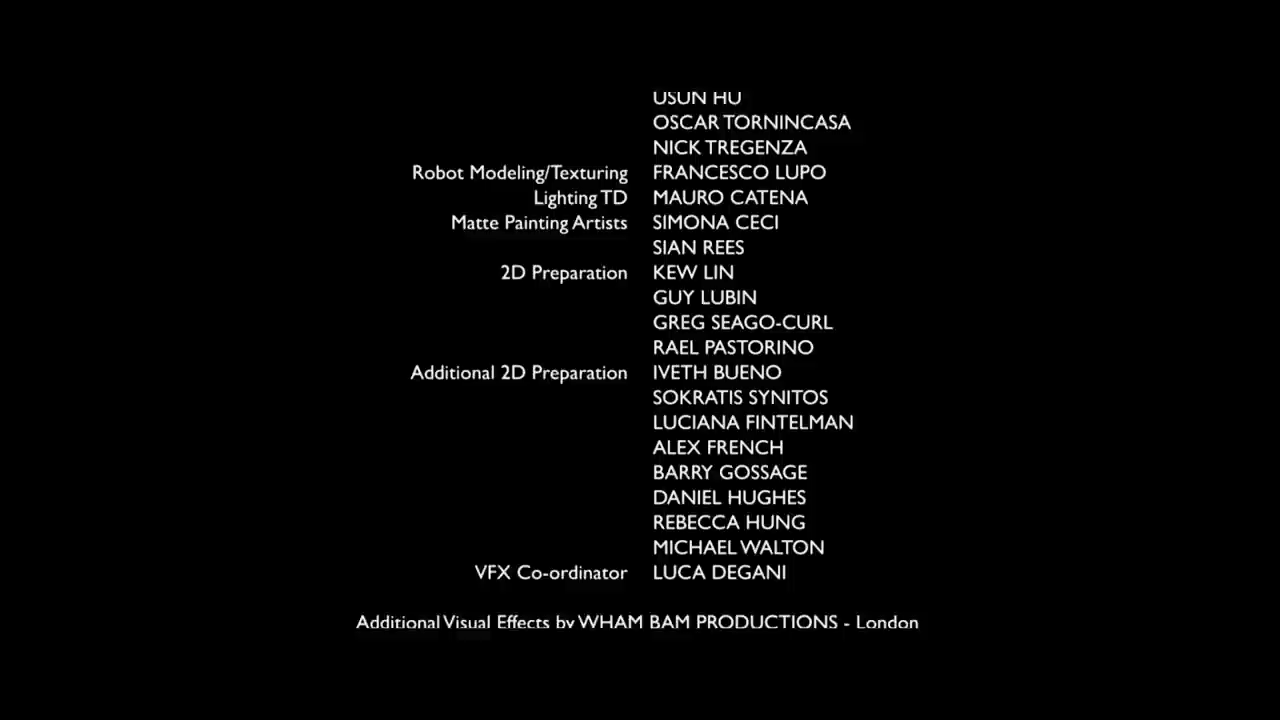 USUN HU
OSCAR TORNINCASA
NICK TREGENZA
Robot Modeling/Texturing FRANCESCO LUPO
Lighting TD MAURO CATENA
Matte Painting Artists SIMONA CECI
SIAN REES
2D Preparation KEW LIN
GUY LUBIN
GREG SEAGO-CURL
RAEL PASTORINO
Additional 2D Preparation IVETH BUENO
SOKRATIS SYNITOS
LUCIANA FINTELMAN
ALEX FRENCH
BARRY GOSSAGE
DANIEL HUGHES
REBECCA HUNG
MICHAEL WALTON
VFX Co-ordinator LUCA DEGANI
Additional Visual Effects by WHAM BAM PRODUCTIONS - London